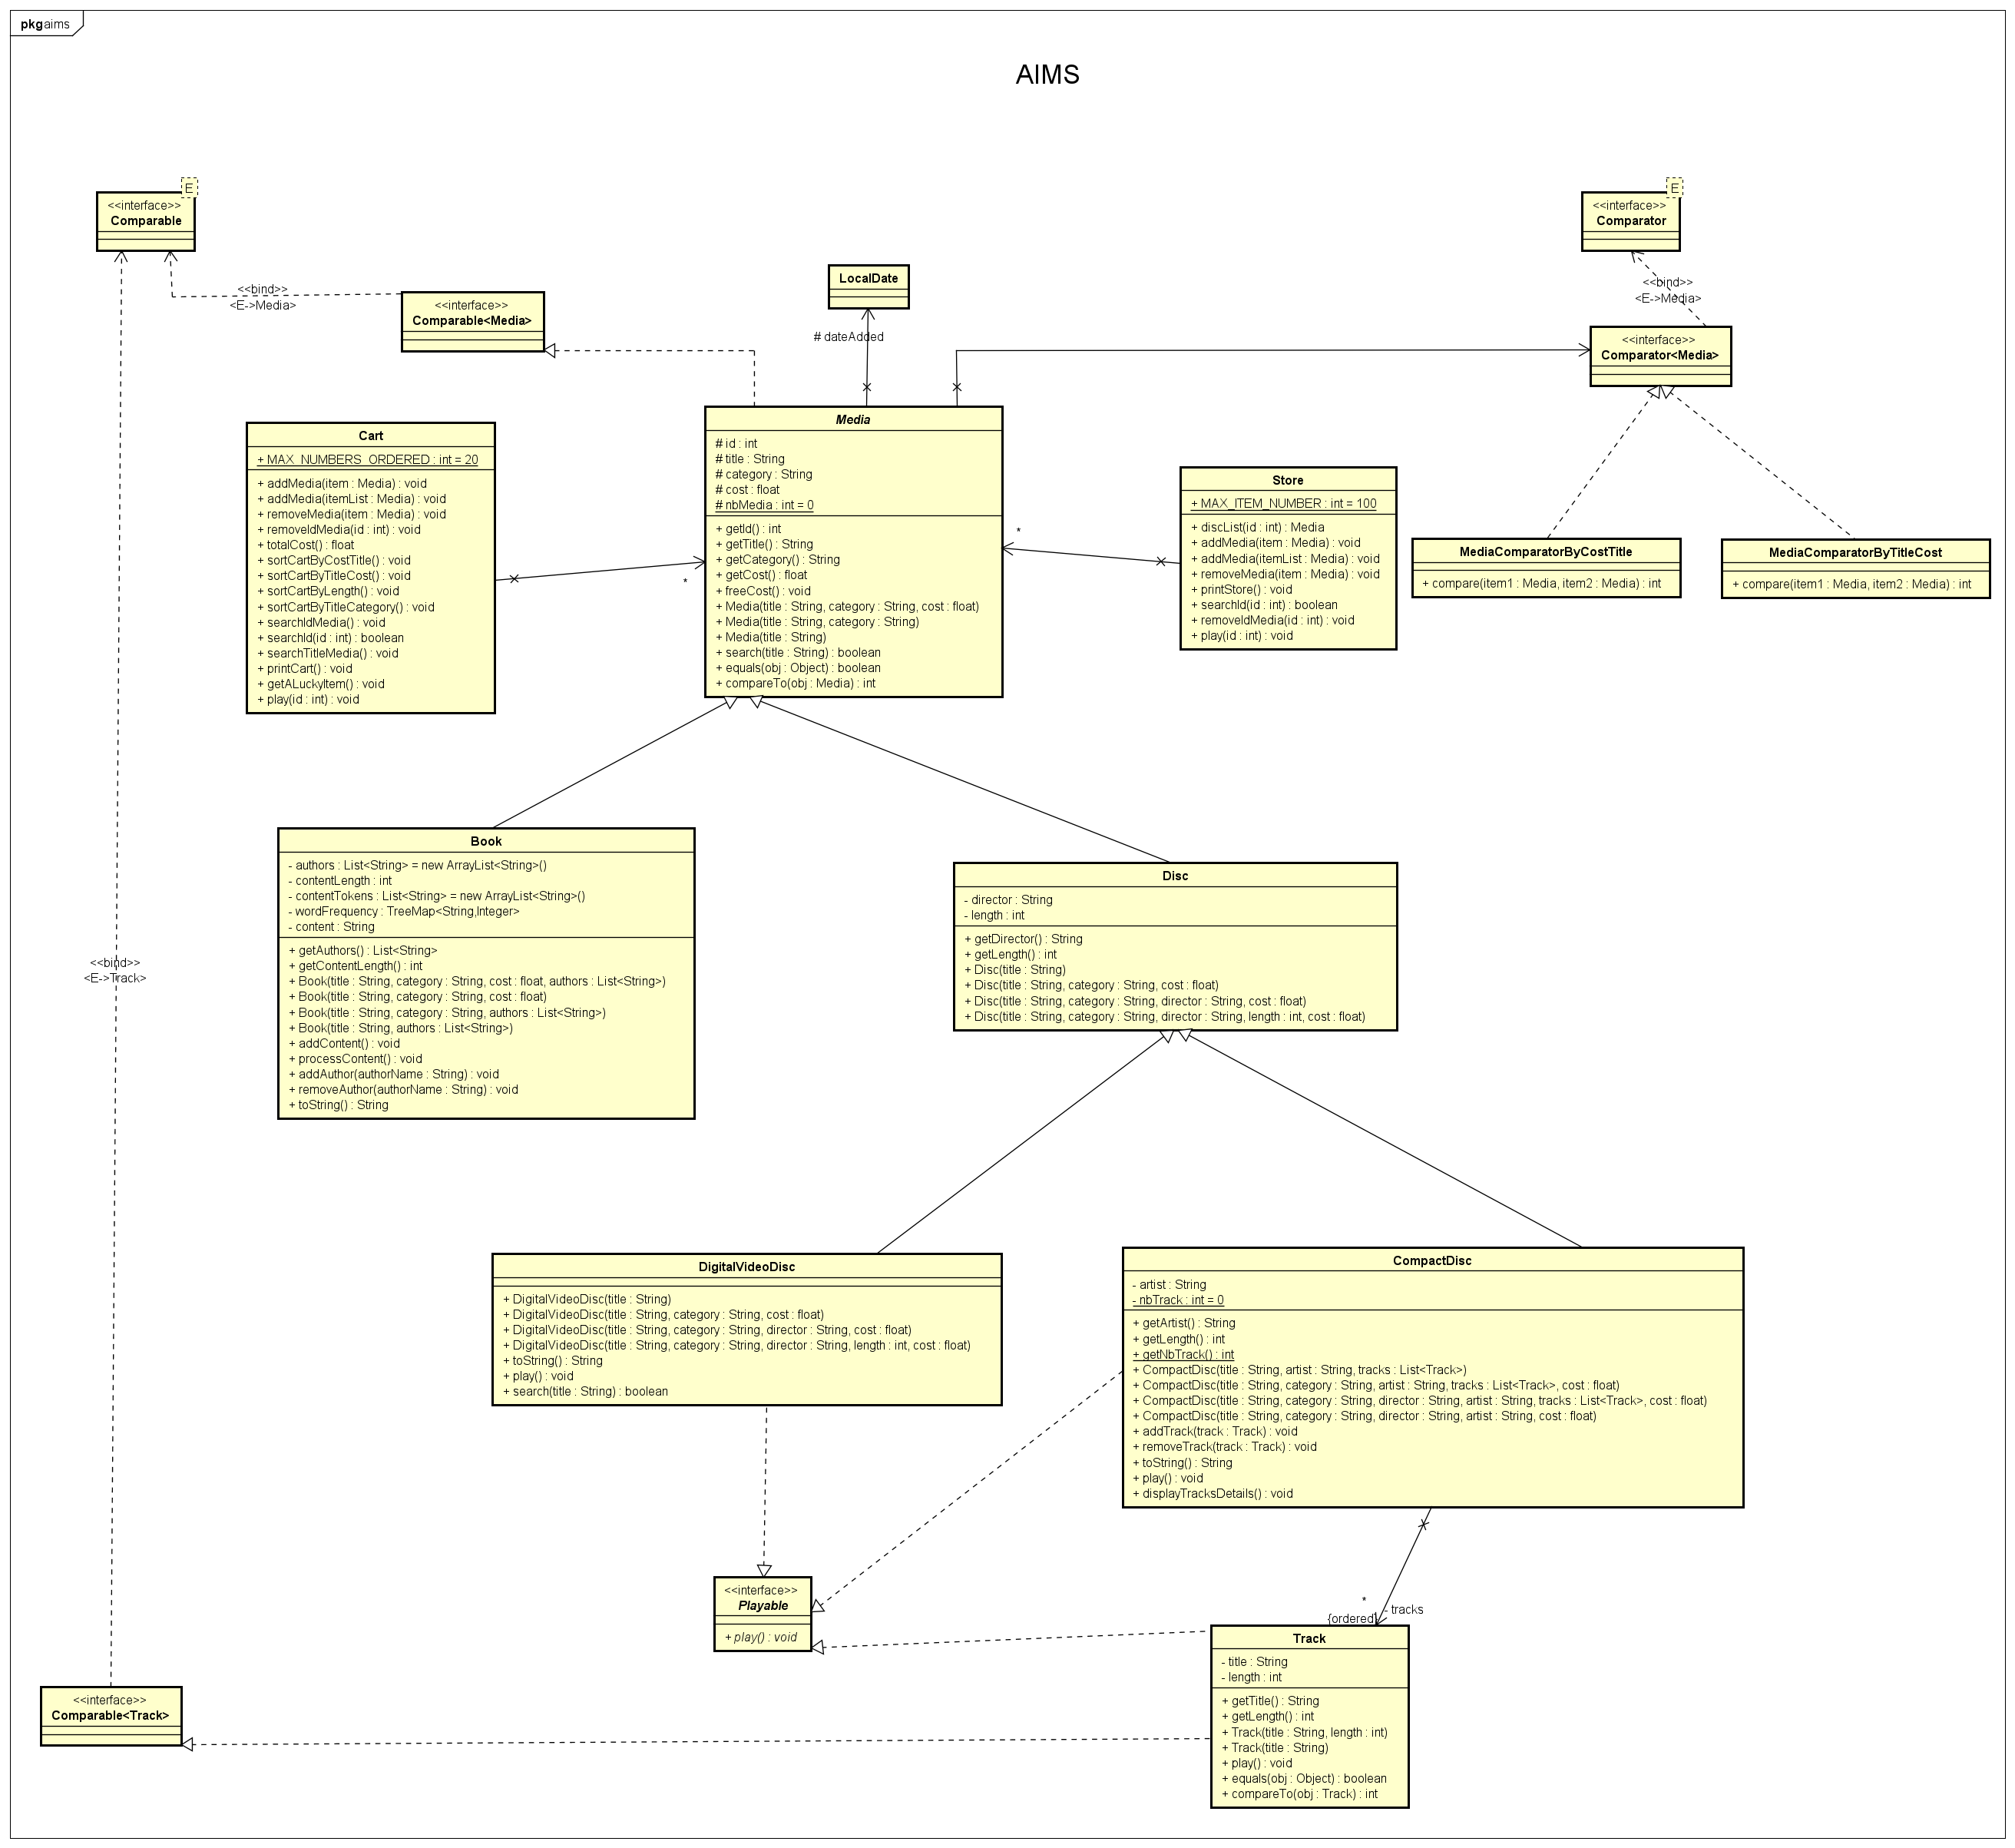 pkg aims
AIMS
E
<<interface>>
Comparable
E
<<interface>>
Comparator
<<bind>>
<E->Media>
<<interface>>
Comparable<Media>
LocalDate
# dateAdded
<<bind>>
<E->Media>
<<interface>>
Comparator<Media>
Cart
+ MAX_NUMBERS_ORDERED : int = 20
+ addMedia(item : Media) : void
+ addMedia(itemList : Media) : void
+ removeMedia(item : Media) : void
+ removeIdMedia(id : int) : void
+ totalCost() : float
+ sortCartByCostTitle() : void
+ sortCartByTitleCost() : void
+ sortCartByLength() : void
+ sortCartByTitleCategory() : void
+ searchIdMedia() : void
+ searchId(id : int) : boolean
+ searchTitleMedia() : void
+ printCart() : void
+ getALuckyItem() : void
+ play(id : int) : void
*
Media
# id : int
# title : String
# category : String
# cost : float
# nbMedia : int = 0
+ getId() : int
+ getTitle() : String
+ getCategory() : String
+ getCost() : float
+ freeCost() : void
+ Media(title : String, category : String, cost : float)
+ Media(title : String, category : String)
+ Media(title : String)
+ search(title : String) : boolean
+ equals(obj : Object) : boolean
+ compareTo(obj : Media) : int
*
Store
+ MAX_ITEM_NUMBER : int = 100
+ discList(id : int) : Media
+ addMedia(item : Media) : void
+ addMedia(itemList : Media) : void
+ removeMedia(item : Media) : void
+ printStore() : void
+ searchId(id : int) : boolean
+ removeIdMedia(id : int) : void
+ play(id : int) : void
MediaComparatorByCostTitle
+ compare(item1 : Media, item2 : Media) : int
MediaComparatorByTitleCost
+ compare(item1 : Media, item2 : Media) : int
Book
- authors : List<String> = new ArrayList<String>()
- contentLength : int
- contentTokens : List<String> = new ArrayList<String>()
- wordFrequency : TreeMap<String,Integer>
- content : String
+ getAuthors() : List<String>
+ getContentLength() : int
+ Book(title : String, category : String, cost : float, authors : List<String>)
+ Book(title : String, category : String, cost : float)
+ Book(title : String, category : String, authors : List<String>)
+ Book(title : String, authors : List<String>)
+ addContent() : void
+ processContent() : void
+ addAuthor(authorName : String) : void
+ removeAuthor(authorName : String) : void
+ toString() : String
Disc
- director : String
- length : int
+ getDirector() : String
+ getLength() : int
+ Disc(title : String)
+ Disc(title : String, category : String, cost : float)
+ Disc(title : String, category : String, director : String, cost : float)
+ Disc(title : String, category : String, director : String, length : int, cost : float)
<<bind>>
<E->Track>
DigitalVideoDisc
+ DigitalVideoDisc(title : String)
+ DigitalVideoDisc(title : String, category : String, cost : float)
+ DigitalVideoDisc(title : String, category : String, director : String, cost : float)
+ DigitalVideoDisc(title : String, category : String, director : String, length : int, cost : float)
+ toString() : String
+ play() : void
+ search(title : String) : boolean
CompactDisc
- artist : String
- nbTrack : int = 0
+ getArtist() : String
+ getLength() : int
+ getNbTrack() : int
+ CompactDisc(title : String, artist : String, tracks : List<Track>)
+ CompactDisc(title : String, category : String, artist : String, tracks : List<Track>, cost : float)
+ CompactDisc(title : String, category : String, director : String, artist : String, tracks : List<Track>, cost : float)
+ CompactDisc(title : String, category : String, director : String, artist : String, cost : float)
+ addTrack(track : Track) : void
+ removeTrack(track : Track) : void
+ toString() : String
+ play() : void
+ displayTracksDetails() : void
<<interface>>
Playable
+ play() : void
*
- tracks
{ordered}
Track
- title : String
- length : int
+ getTitle() : String
+ getLength() : int
+ Track(title : String, length : int)
+ Track(title : String)
+ play() : void
+ equals(obj : Object) : boolean
+ compareTo(obj : Track) : int
<<interface>>
Comparable<Track>